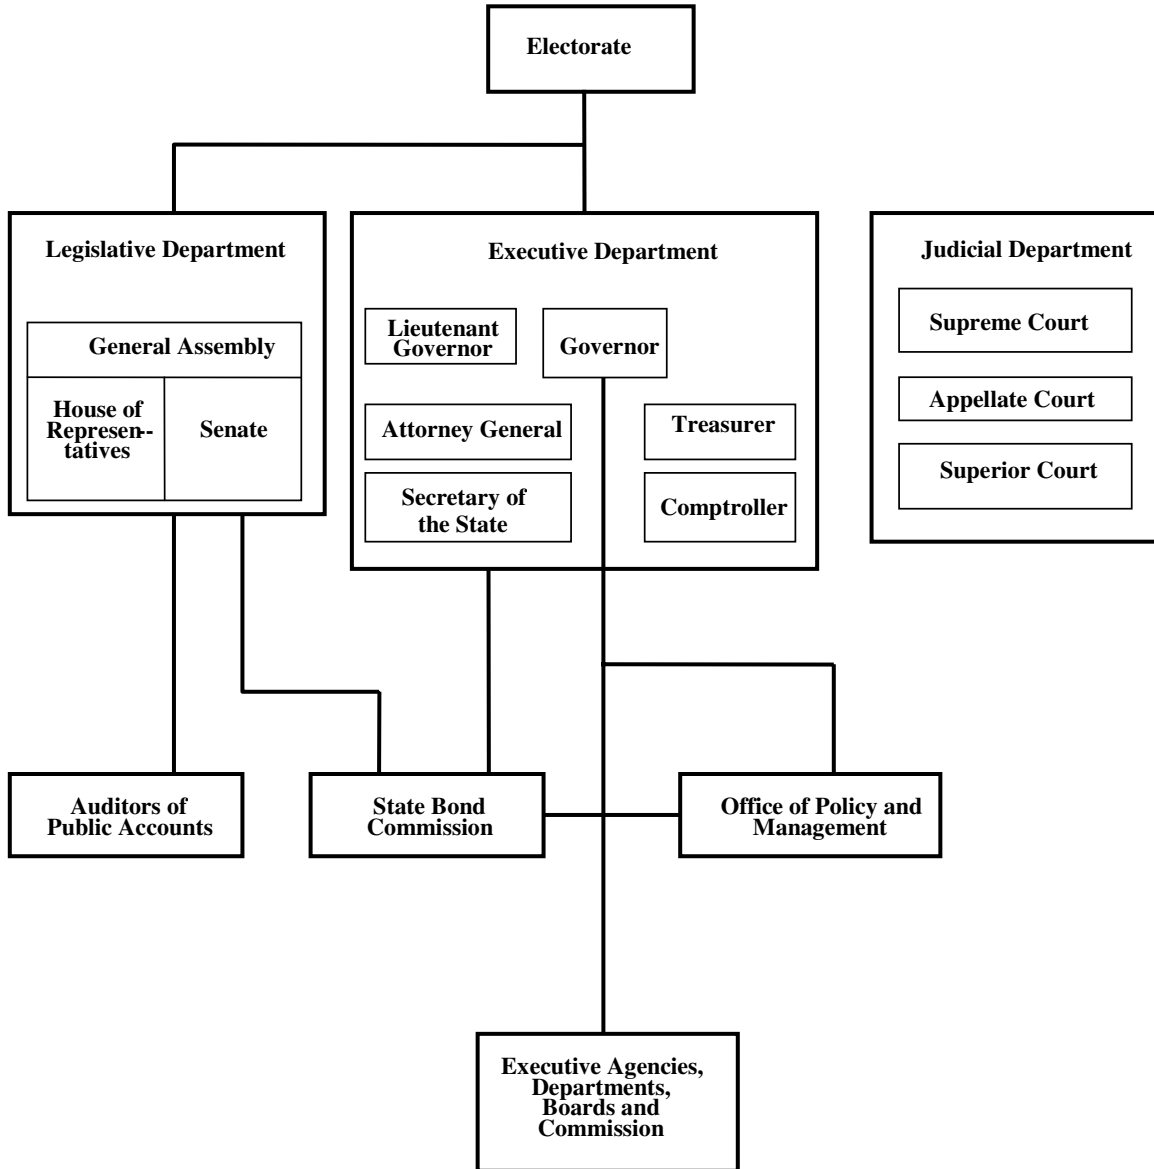 Electorate
Legislative Department
General Assembly
House of
Represen--
tatives
Senate
Executive Department
Lieutenant
Governor
Governor
Attorney General
Treasurer
Secretary of
the State
Comptroller
Judicial Department
Supreme Court
Appellate Court
Superior Court
Auditors of
Public Accounts
State Bond
Commission
Office of Policy and
Management
Executive Agencies,
Departments,
Boards and
Commission